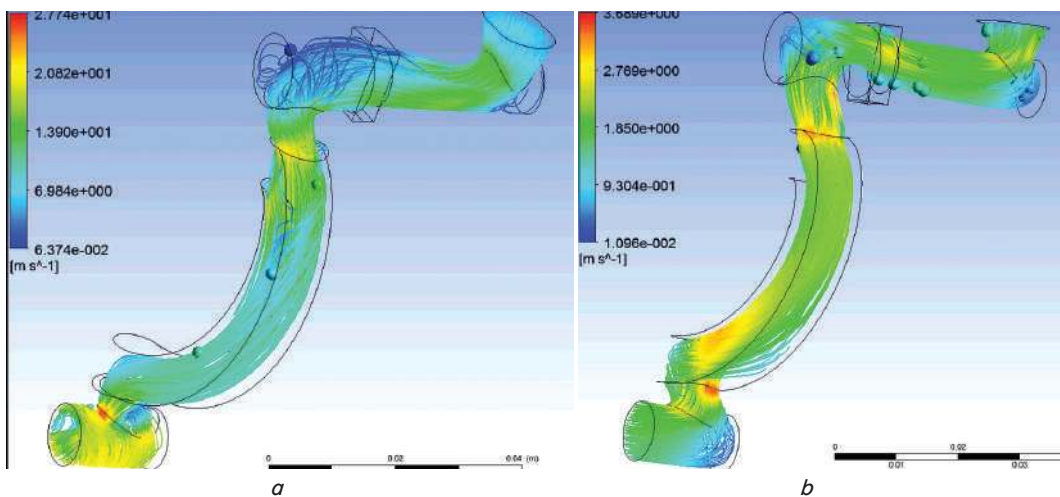 2.774e+001
2.082e+001
1.390e+001
6.984e+000
6.374e-002
[m s^-1]
0
0.02
0.04 (m)
a
3.689e+000
2.769e+000
1.850e+000
9.304e-001
1.096e-002
[m s^-1]
0
0.02
0.01
0.03
b